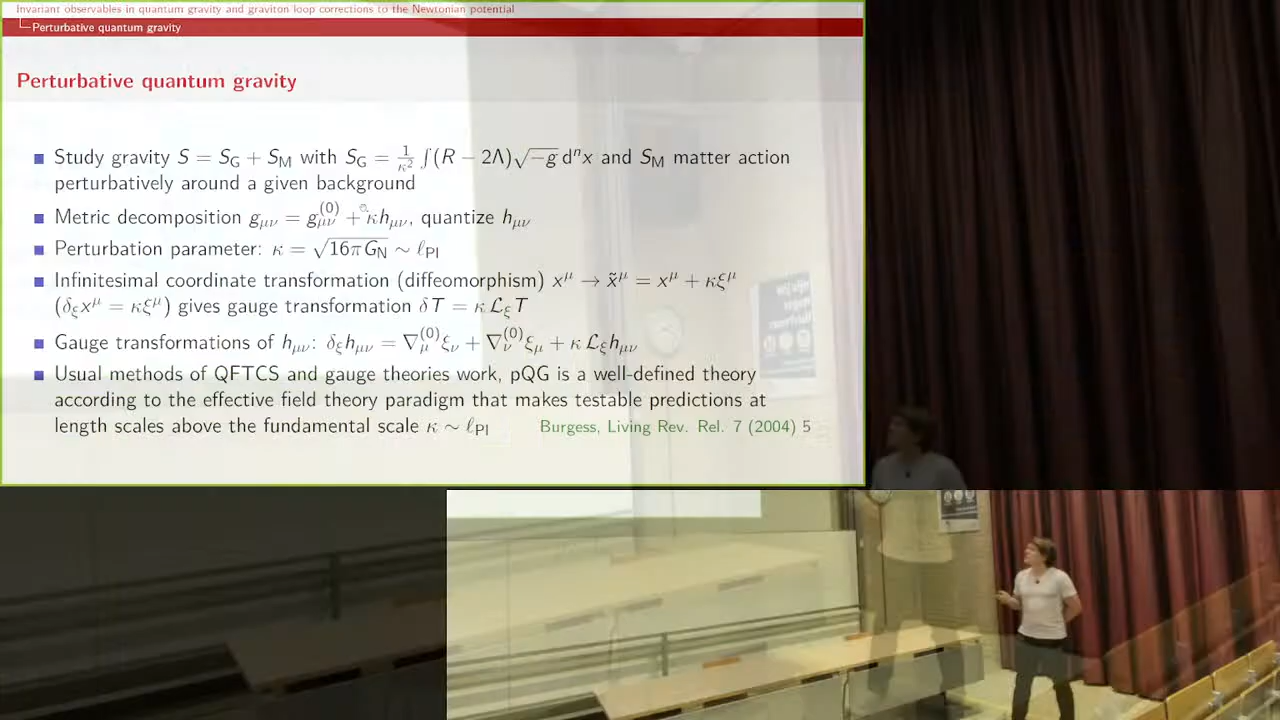 Invariant observables in quantum gravity and graviton loop corrections to the Newtonian potential
Perturbative quantum gravity
Perturbative quantum gravity
Study gravity S = S_G + S_M with S_G = 1/κ² ∫(R − 2Λ)√−g dⁿx and S_M matter action
perturbatively around a given background
Metric decomposition g_μν = g_μν^(0) + κh_μν, quantize h_μν
Perturbation parameter: κ = √16πG_N ∼ ℓ_Pl
Infinitesimal coordinate transformation (diffeomorphism) x^μ → x̃^μ = x^μ + κξ^μ
(δ_ξ x^μ = κξ^μ) gives gauge transformation δT = κ ℒ_ξ T
Gauge transformations of h_μν: δ_ξ h_μν = ∇_μ^(0) ξ_ν + ∇_ν^(0) ξ_μ + κ ℒ_ξ h_μν
Usual methods of QFTCS and gauge theories work, pQG is a well-defined theory
according to the effective field theory paradigm that makes testable predictions at
length scales above the fundamental scale κ ∼ ℓ_Pl Burgess, Living Rev. Rel. 7 (2004) 5